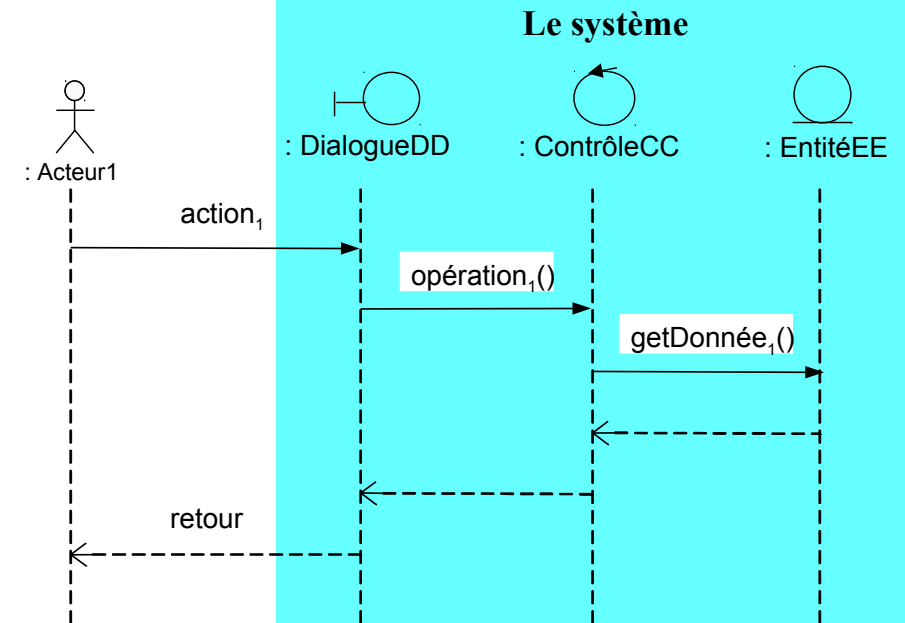 Le système
: Acteur1
: DialogueDD
: ContrôleCC
: EntitéEE
action₁
opération₁()
getDonnée₁()
retour